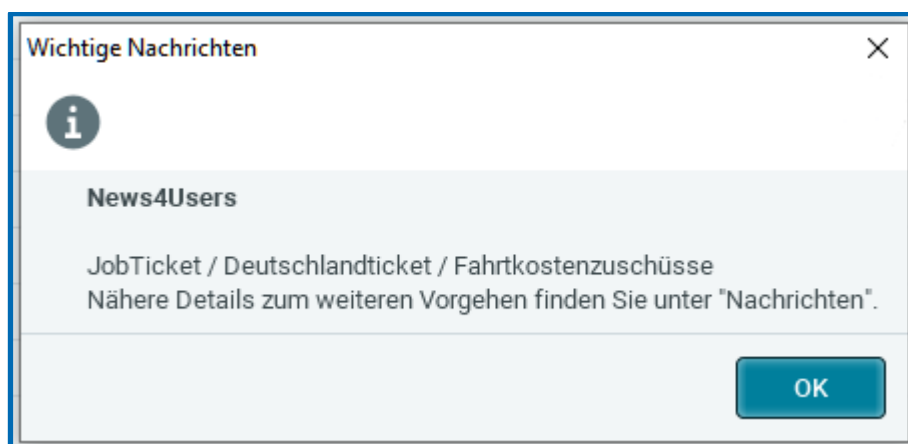 Wichtige Nachrichten
News4Users
JobTicket / Deutschlandticket / Fahrtkostenzuschüsse
Nähere Details zum weiteren Vorgehen finden Sie unter "Nachrichten".
OK